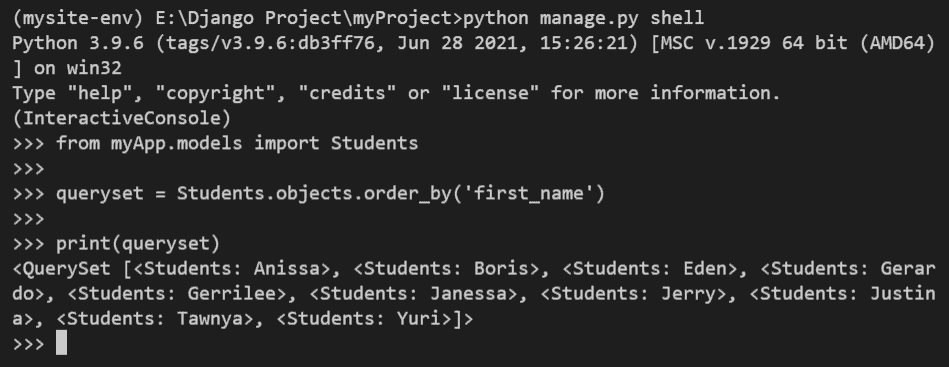 (mysite-env) E:\Django Project\myProject>python manage.py shell
Python 3.9.6 (tags/v3.9.6:db3ff76, Jun 28 2021, 15:26:21) [MSC v.1929 64 bit (AMD64)
] on win32
Type "help", "copyright", "credits" or "license" for more information.
(InteractiveConsole)
>>> from myApp.models import Students
>>>
>>> queryset = Students.objects.order_by('first_name')
>>>
>>> print(queryset)
<QuerySet [<Students: Anissa>, <Students: Boris>, <Students: Eden>, <Students: Gerar
do>, <Students: Gerrilee>, <Students: Janessa>, <Students: Jerry>, <Students: Justin
a>, <Students: Tawnya>, <Students: Yuri>]>
>>>